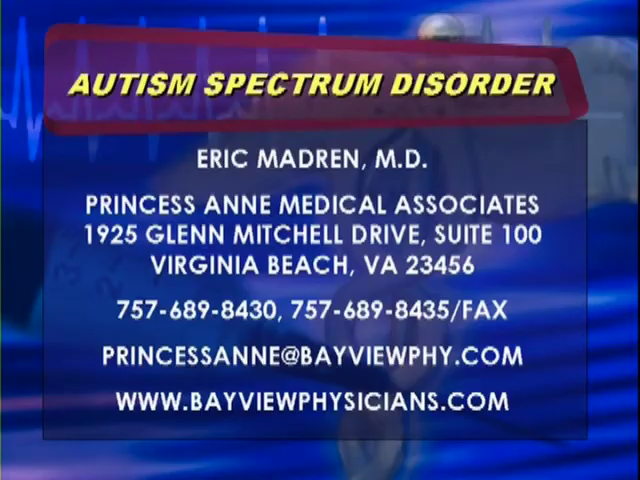 AUTISM SPECTRUM DISORDER
ERIC MADREN, M.D.
PRINCESS ANNE MEDICAL ASSOCIATES
1925 GLENN MITCHELL DRIVE, SUITE 100
VIRGINIA BEACH, VA 23456
757-689-8430, 757-689-8435/FAX
PRINCESSANNE@BAYVIEWPHY.COM
WWW.BAYVIEWPHYSICIANS.COM